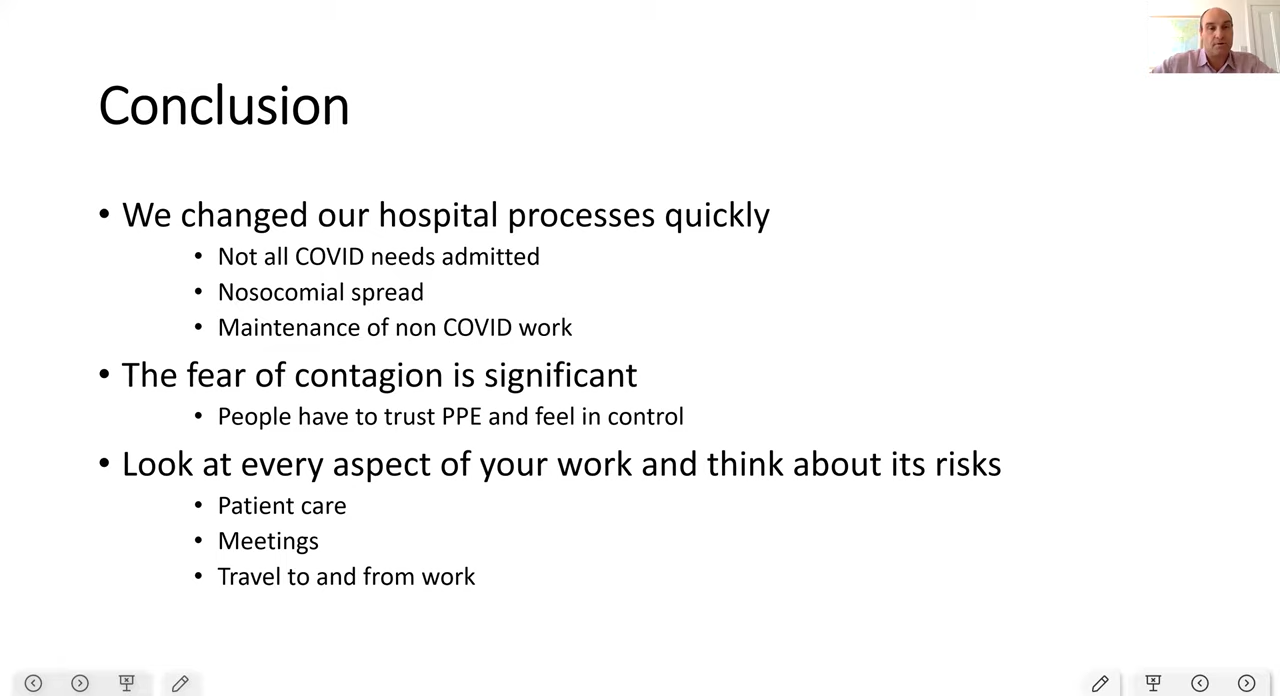 Conclusion
• We changed our hospital processes quickly
• Not all COVID needs admitted
• Nosocomial spread
• Maintenance of non COVID work
• The fear of contagion is significant
• People have to trust PPE and feel in control
• Look at every aspect of your work and think about its risks
• Patient care
• Meetings
• Travel to and from work